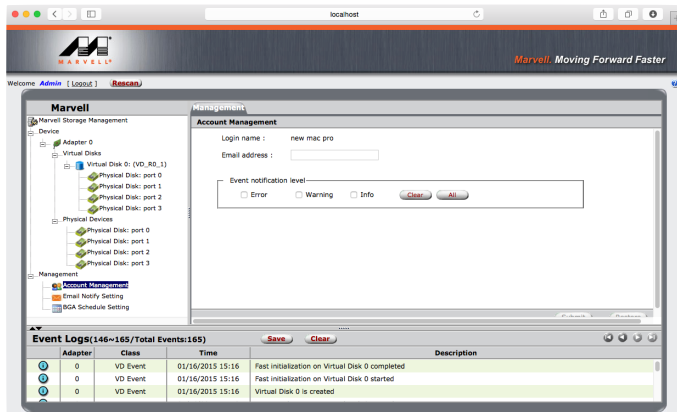 localhost
MARVELL®
Marvell. Moving Forward Faster
Welcome Admin [ Logout ] Rescan
Marvell
Marvell Storage Management
Device
Adapter 0
Virtual Disks
Virtual Disk 0: (VD_R0_1)
Physical Disk: port 0
Physical Disk: port 1
Physical Disk: port 2
Physical Disk: port 3
Physical Devices
Physical Disk: port 0
Physical Disk: port 1
Physical Disk: port 2
Physical Disk: port 3
Management
Account Management
Email Notify Setting
BGA Schedule Setting
Management
Account Management
Login name : new mac pro
Email address :
Event notification level
Error Warning Info Clear All
Submit Restore
Event Logs(146~165/Total Events:165) Save Clear
Adapter Class Time Description
0 VD Event 01/16/2015 15:16 Fast initialization on Virtual Disk 0 completed
0 VD Event 01/16/2015 15:16 Fast initialization on Virtual Disk 0 started
0 VD Event 01/16/2015 15:16 Virtual Disk 0 is created